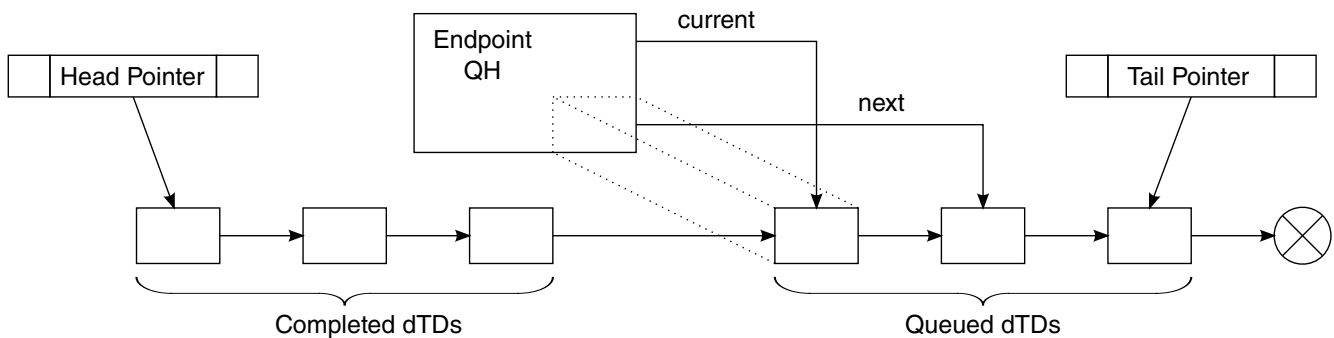 current
Endpoint
QH
Head Pointer
Tail Pointer
next
Completed dTDs
Queued dTDs